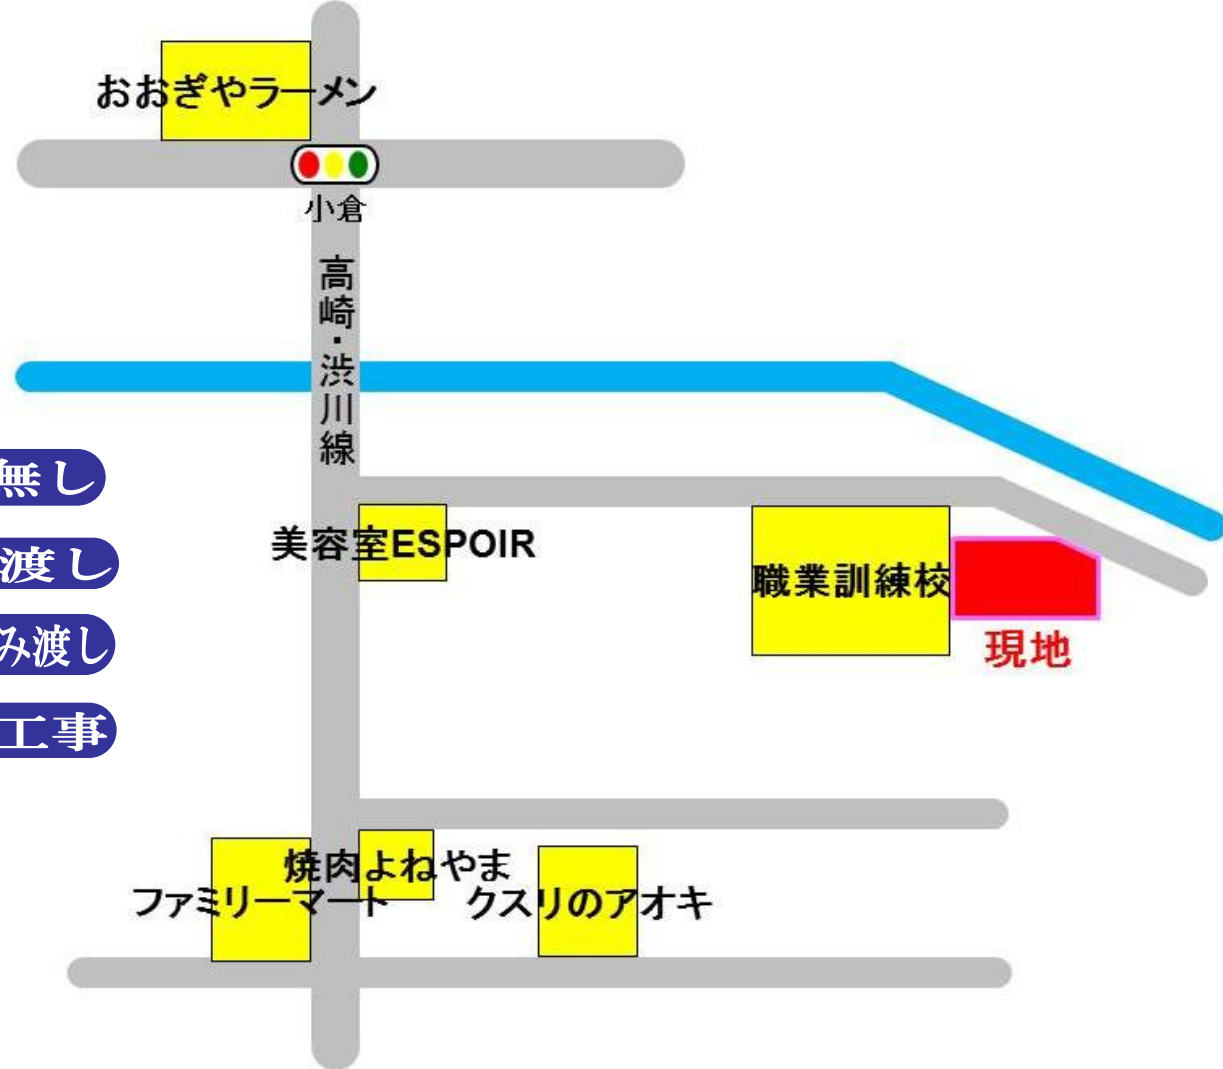 おおぎやラーメン
小倉
高崎・渋川線
無し
渡し
み渡し
工事
美容室ESPOIR
職業訓練校
現地
焼肉よねやま
ファミリーマート
クスリのアオキ